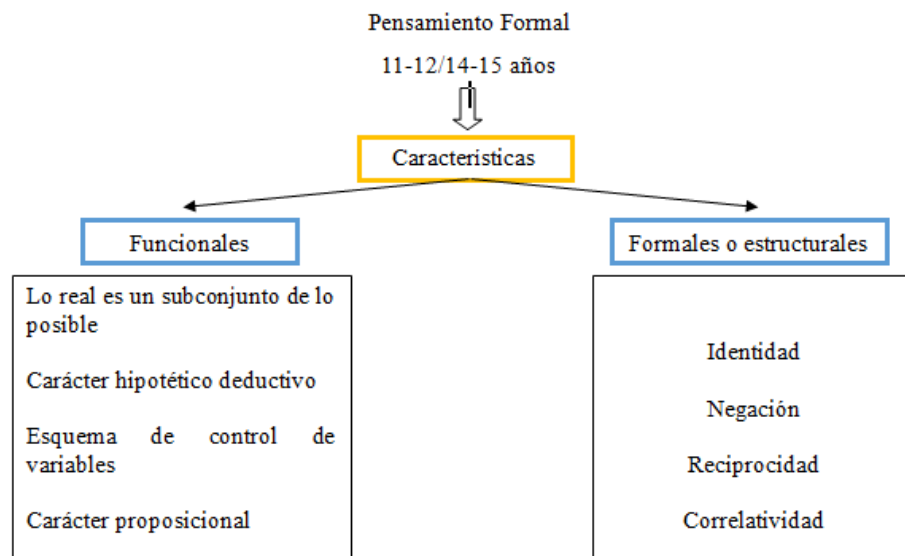 Pensamiento Formal
11-12/14-15 años
Características
Funcionales
Formales o estructurales
Lo real es un subconjunto de lo
posible
Carácter hipotético deductivo
Esquema de control de
variables
Carácter proposicional
Identidad
Negación
Reciprocidad
Correlatividad